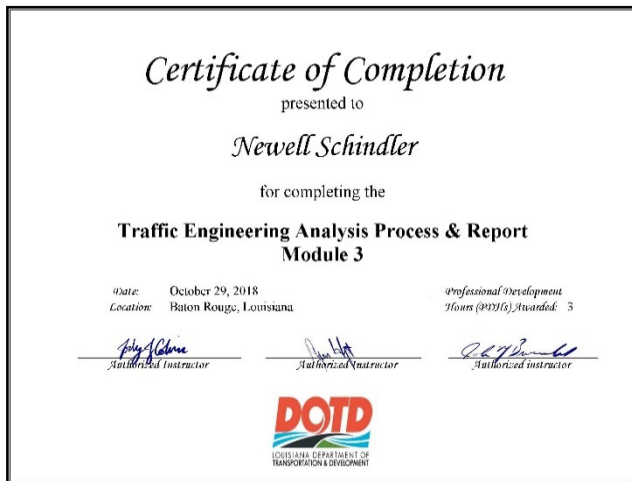 Certificate of Completion
presented to
Newell Schindler
for completing the
Traffic Engineering Analysis Process & Report
Module 3
Date: October 29, 2018
Location: Baton Rouge, Louisiana
Professional Development
Hours (PDHs) Awarded: 3
Authorized Instructor
Authorized Instructor
Authorized instructor
DOTD
LOUISIANA DEPARTMENT OF
TRANSPORTATION & DEVELOPMENT